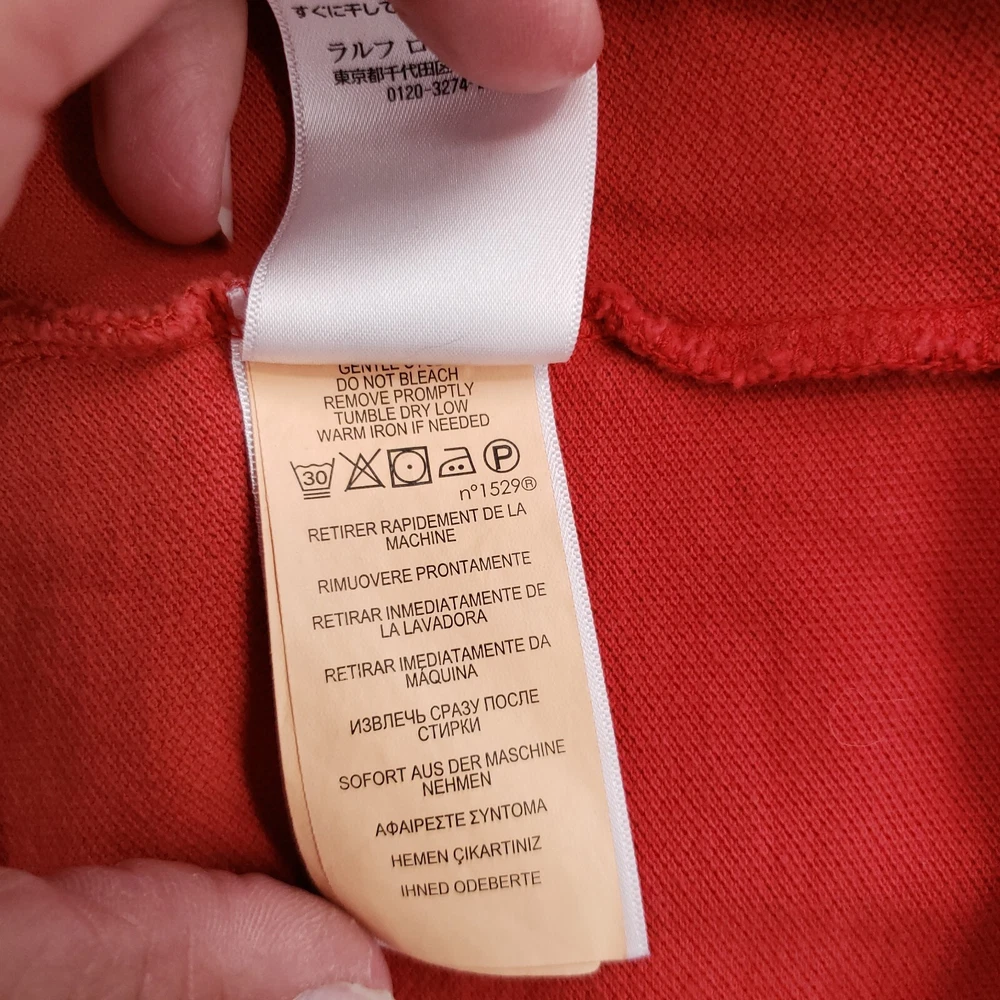 すぐに干して
ラルフ
東京都千代田区
0120-3274-
GENTLE
DO NOT BLEACH
REMOVE PROMPTLY
TUMBLE DRY LOW
WARM IRON IF NEEDED
30 P
nº1529®
RETIRER RAPIDEMENT DE LA
MACHINE
RIMUOVERE PRONTAMENTE
RETIRAR INMEDIATAMENTE DE
LA LAVADORA
RETIRAR IMEDIATAMENTE DA
MÁQUINA
ИЗВЛЕЧЬ СРАЗУ ПОСЛЕ
СТИРКИ
SOFORT AUS DER MASCHINE
NEHMEN
ΑΦΑΙΡΕΣΤΕ ΣΥΝΤΟΜΑ
HEMEN ÇIKARTINIZ
IHNED ODEBERTE